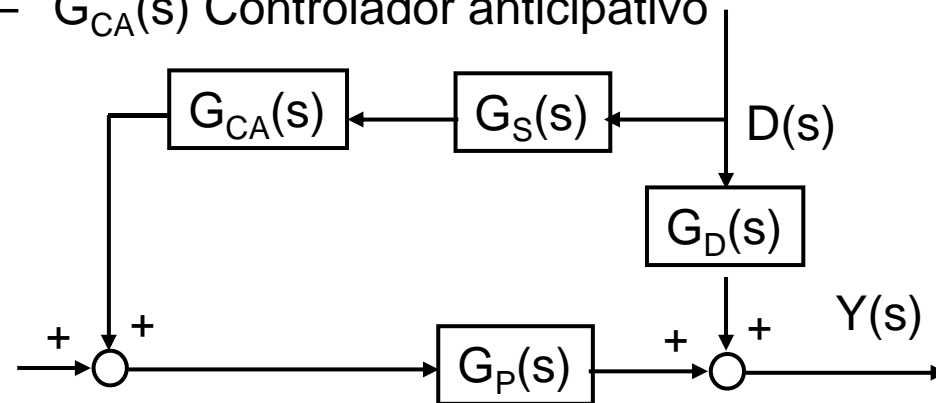 – G_CA(s) Controlador anticipativo
G_CA(s)
G_S(s)
D(s)
G_D(s)
Y(s)
+ +
+ +
G_P(s)